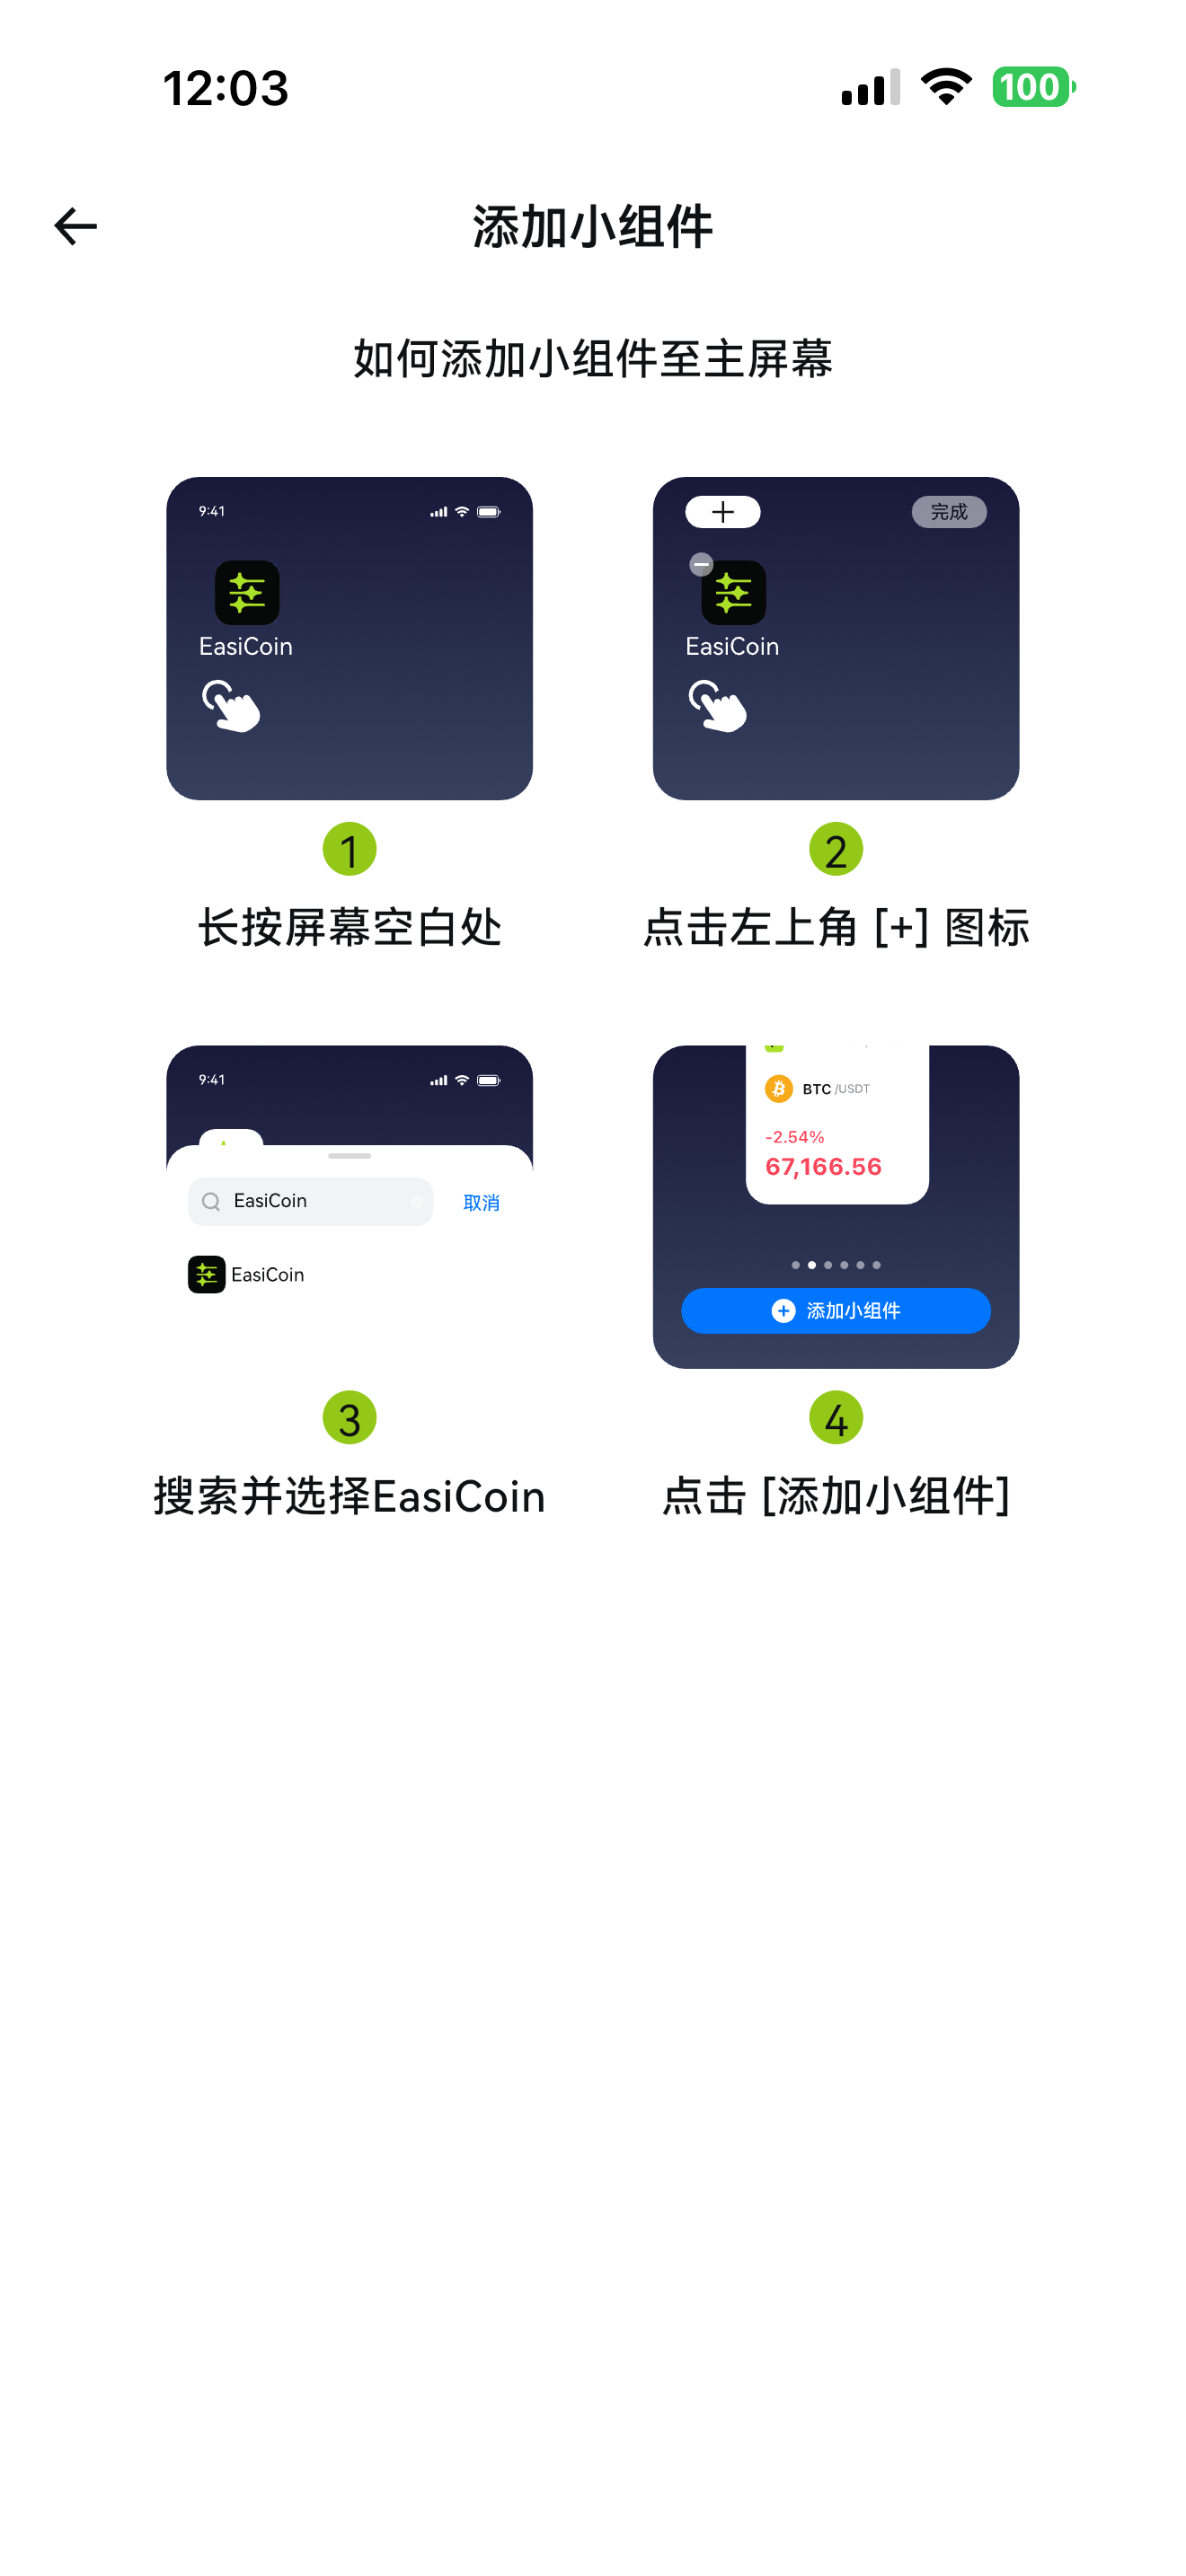 12:03
100
添加小组件
如何添加小组件至主屏幕
9:41
EasiCoin
完成
EasiCoin
1
长按屏幕空白处
2
点击左上角 [+] 图标
9:41
EasiCoin
取消
EasiCoin
BTC /USDT
-2.54%
67,166.56
添加小组件
3
搜索并选择EasiCoin
4
点击 [添加小组件]